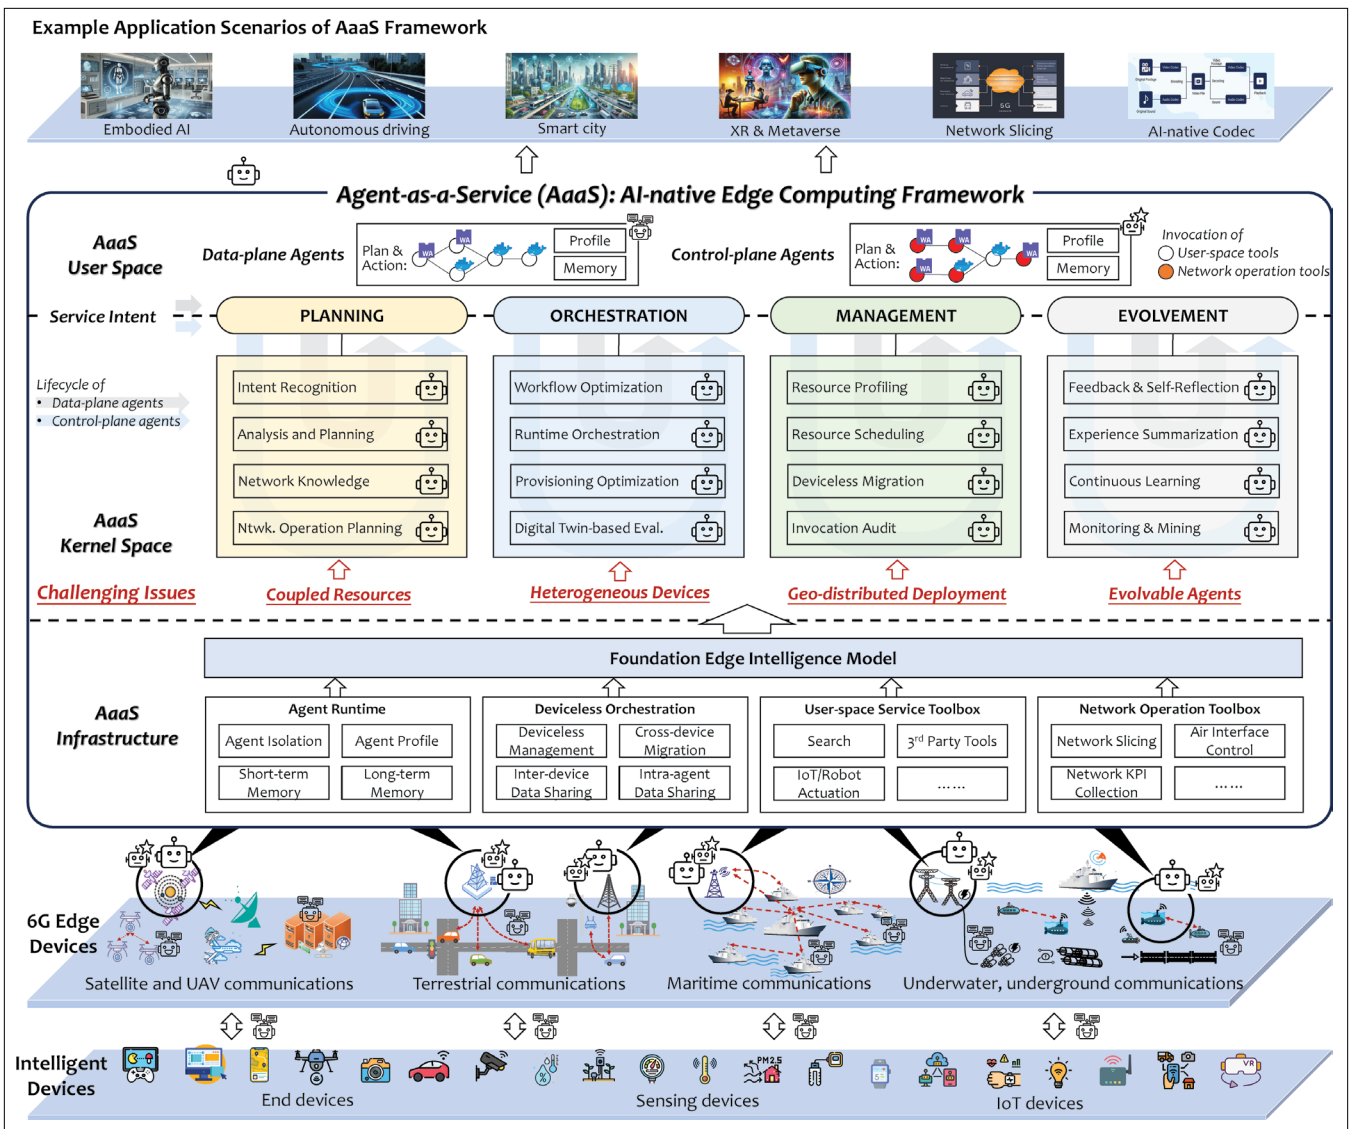 Example Application Scenarios of AaaS Framework
Embodied AI
Autonomous driving
Smart city
XR & Metaverse
Network Slicing
AI-native Codec
5G
Agent-as-a-Service (AaaS): AI-native Edge Computing Framework
AaaS
User Space
Data-plane Agents
Plan &
Action:
WA
WA
Profile
Memory
Control-plane Agents
Plan &
Action:
WA
WA
WA
WA
Profile
Memory
Invocation of
User-space tools
Network operation tools
Service Intent
PLANNING
ORCHESTRATION
MANAGEMENT
EVOLVEMENT
Lifecycle of
• Data-plane agents
• Control-plane agents
AaaS
Kernel Space
Intent Recognition
Analysis and Planning
Network Knowledge
Ntwk. Operation Planning
Workflow Optimization
Runtime Orchestration
Provisioning Optimization
Digital Twin-based Eval.
Resource Profiling
Resource Scheduling
Deviceless Migration
Invocation Audit
Feedback & Self-Reflection
Experience Summarization
Continuous Learning
Monitoring & Mining
Challenging Issues
Coupled Resources
Heterogeneous Devices
Geo-distributed Deployment
Evolvable Agents
Foundation Edge Intelligence Model
AaaS
Infrastructure
Agent Runtime
Agent Isolation
Agent Profile
Short-term
Memory
Long-term
Memory
Deviceless Orchestration
Deviceless
Management
Cross-device
Migration
Inter-device
Data Sharing
Intra-agent
Data Sharing
User-space Service Toolbox
Search
3rd Party Tools
IoT/Robot
Actuation
... ...
Network Operation Toolbox
Network Slicing
Air Interface
Control
Network KPI
Collection
... ...
6G Edge
Devices
Satellite and UAV communications
Terrestrial communications
Maritime communications
Underwater, underground communications
Intelligent
Devices
PM2.5
VR
End devices
Sensing devices
IoT devices